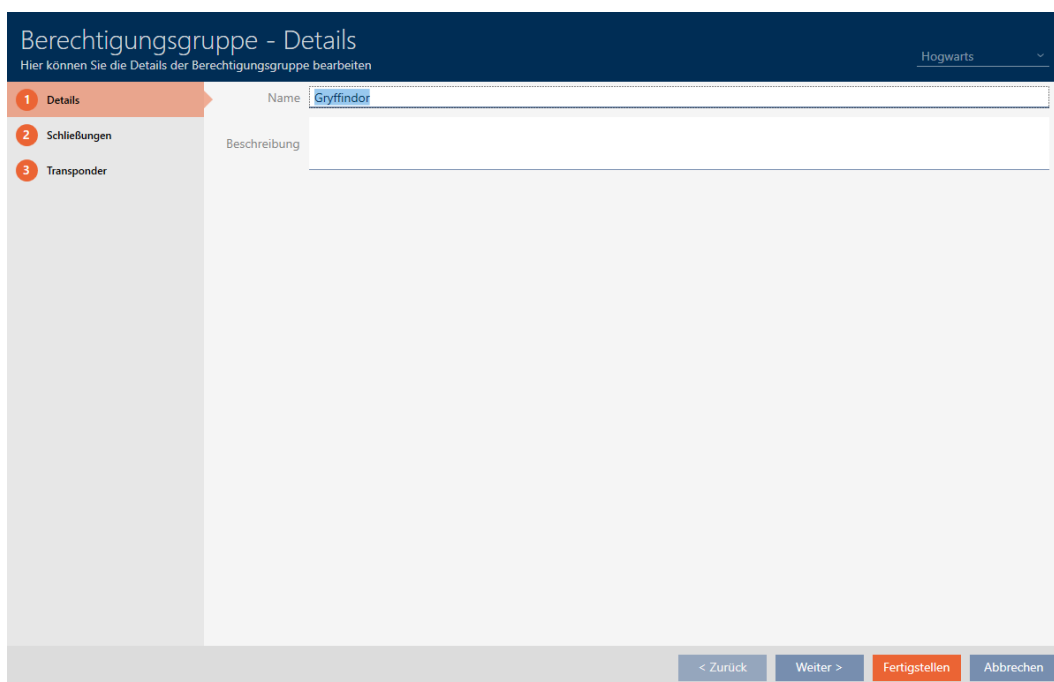 Berechtigungsgruppe - Details
Hier können Sie die Details der Berechtigungsgruppe bearbeiten
Hogwarts
1 Details
2 Schließungen
3 Transponder
Name Gryffindor
Beschreibung
< Zurück Weiter > Fertigstellen Abbrechen